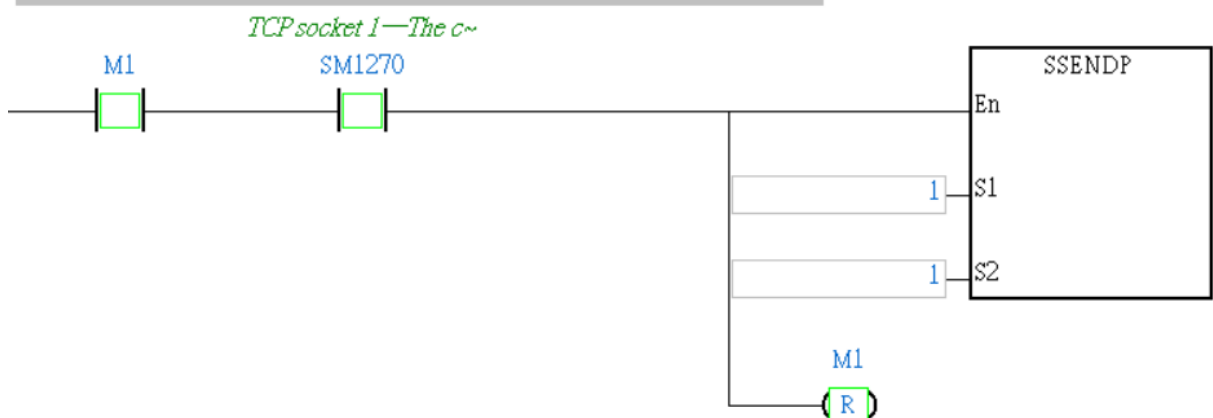 TCP socket 1—The c~
M1
SM1270
SSENDP
En
1
S1
1
S2
M1
R